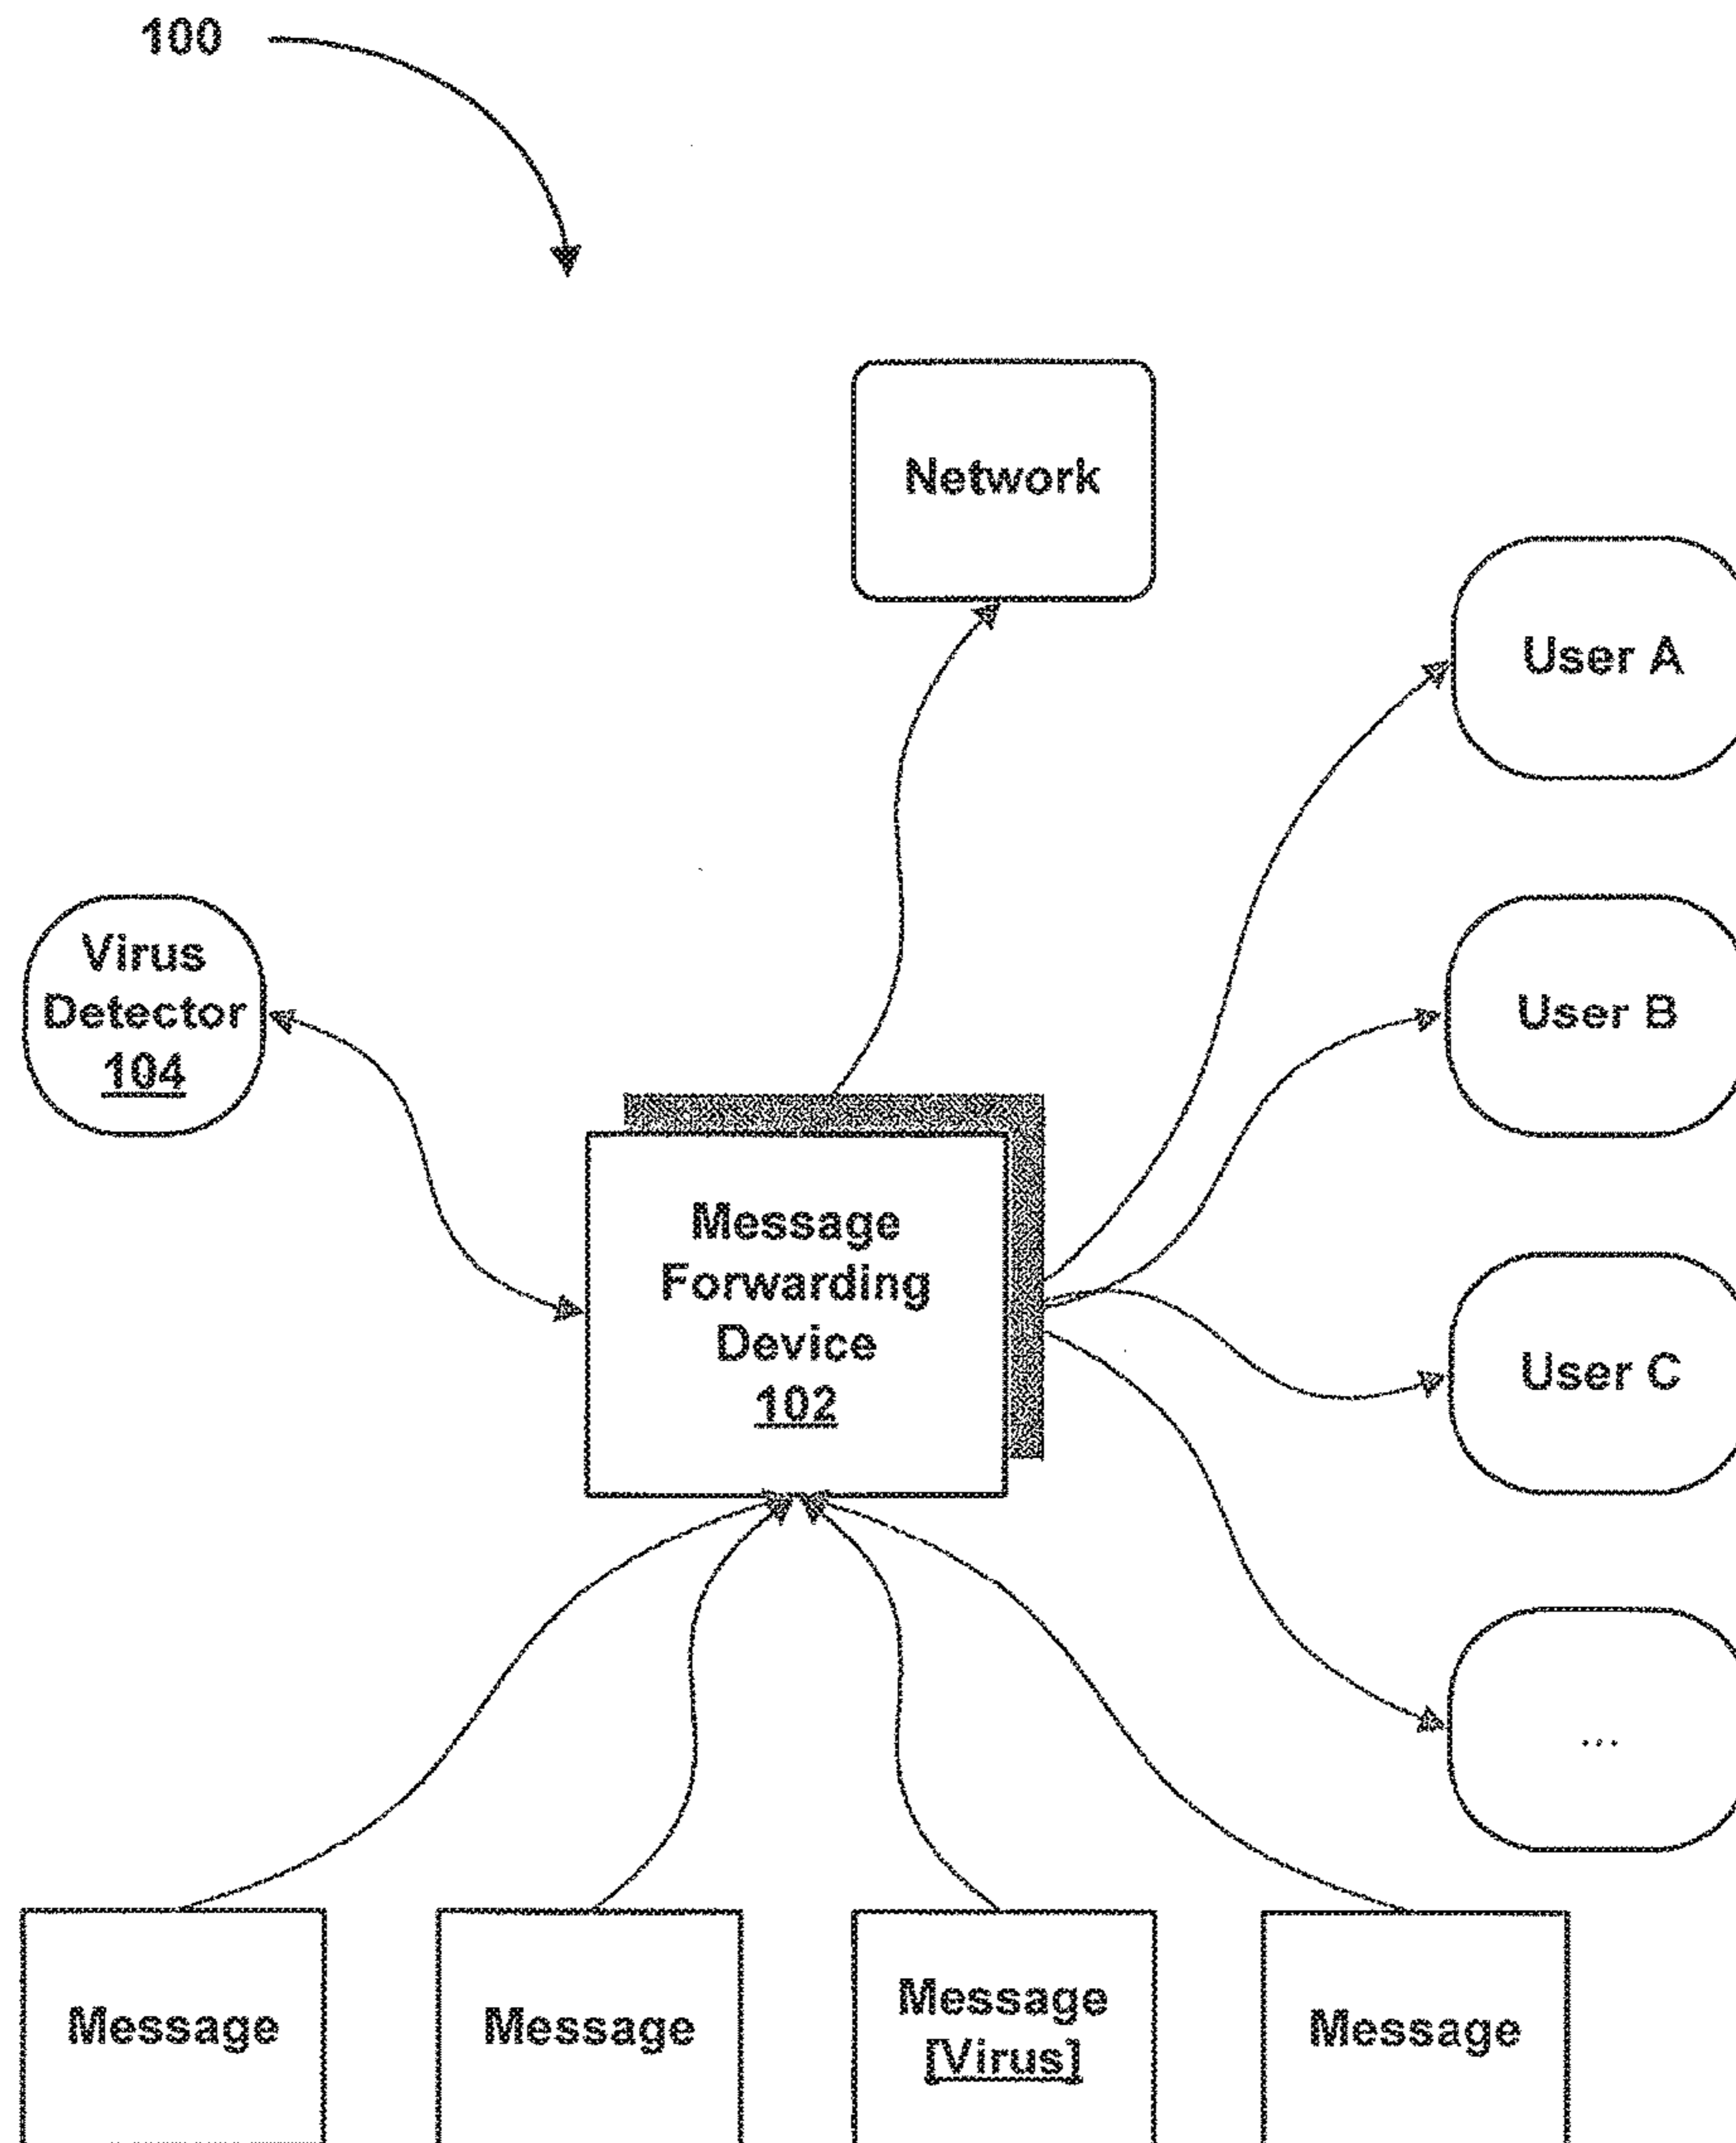 100
Network
User A
Virus
Detector
104
User B
Message
Forwarding
Device
102
User C
...
Message
Message
Message
[Virus]
Message